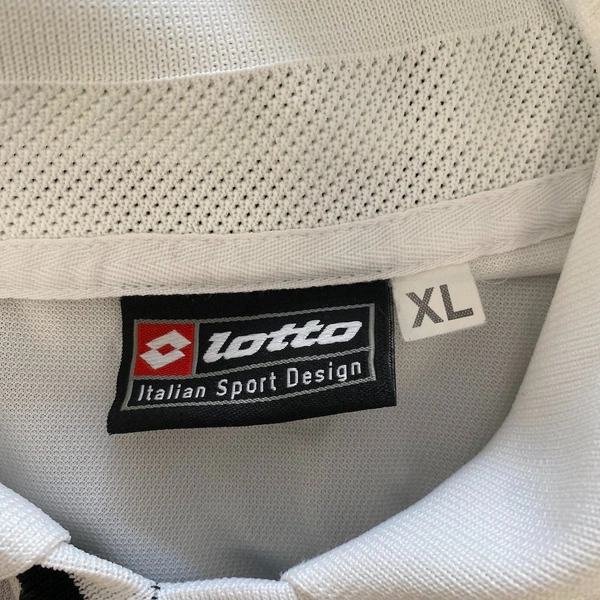 lotto
Italian Sport Design
XL